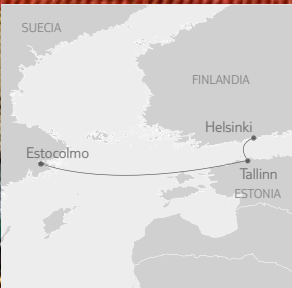 SUECIA
FINLANDIA
Helsinki
Estocolmo
Tallinn
ESTONIA